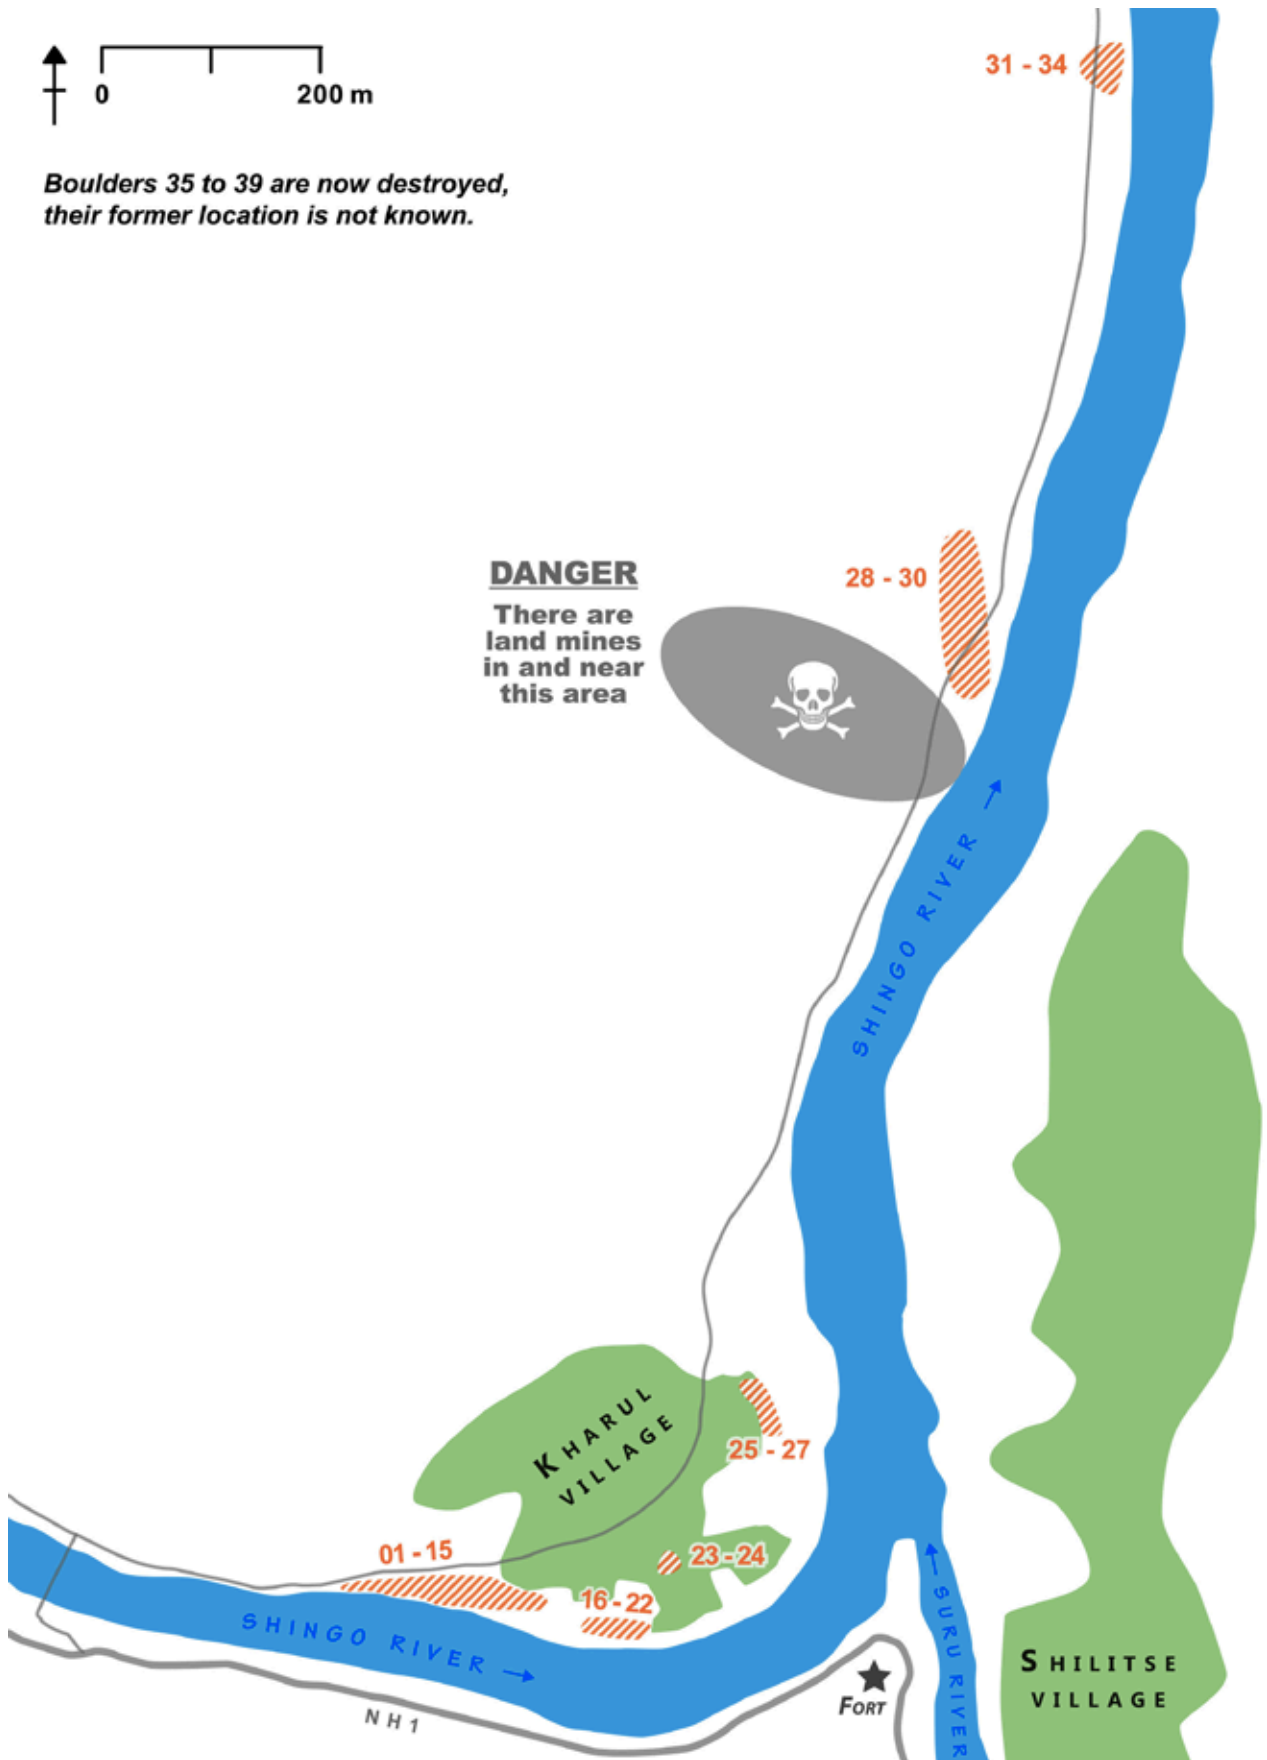 0 200 m
Boulders 35 to 39 are now destroyed,
their former location is not known.
31 - 34
28 - 30
DANGER
There are
land mines
in and near
this area
SHINGO RIVER
KHARUL
VILLAGE
25 - 27
01 - 15
23 - 24
16 - 22
SHINGO RIVER
SURU RIVER
NH1
FORT
SHILITSE
VILLAGE